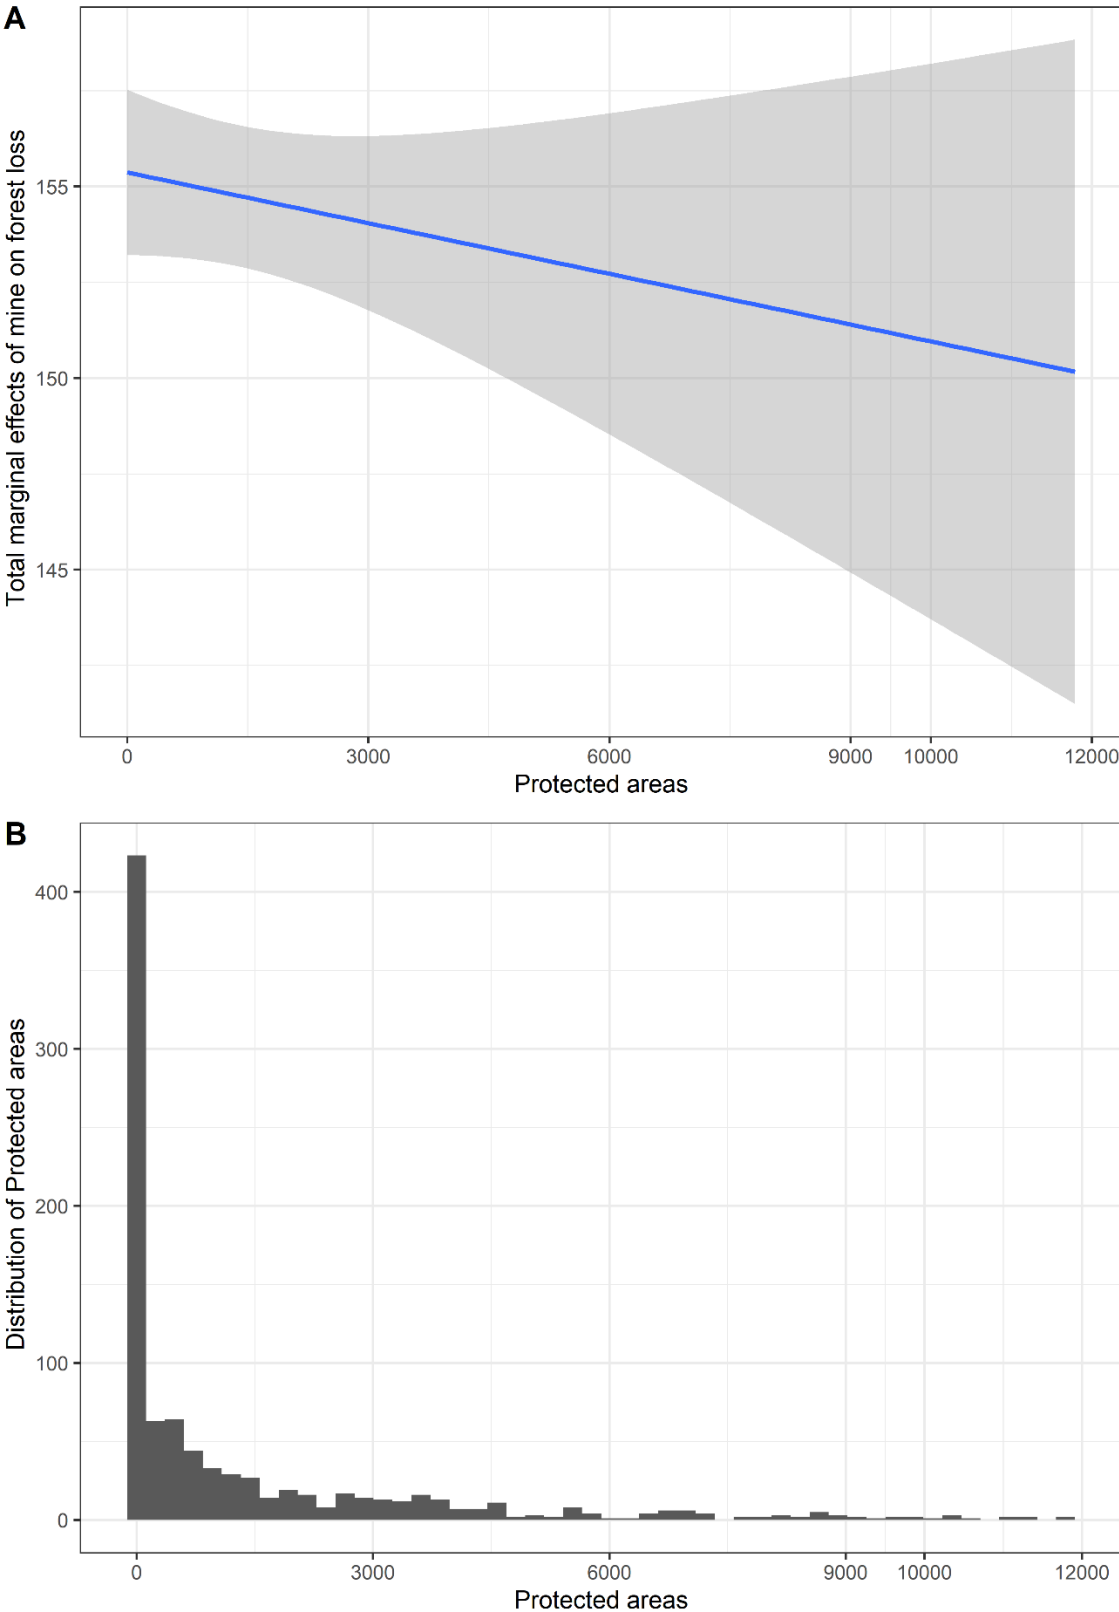 A
Total marginal effects of mine on forest loss
155
150
145
0 3000 6000 9000 10000 12000
Protected areas
B
Distribution of Protected areas
400
300
200
100
0
0 3000 6000 9000 10000 12000
Protected areas